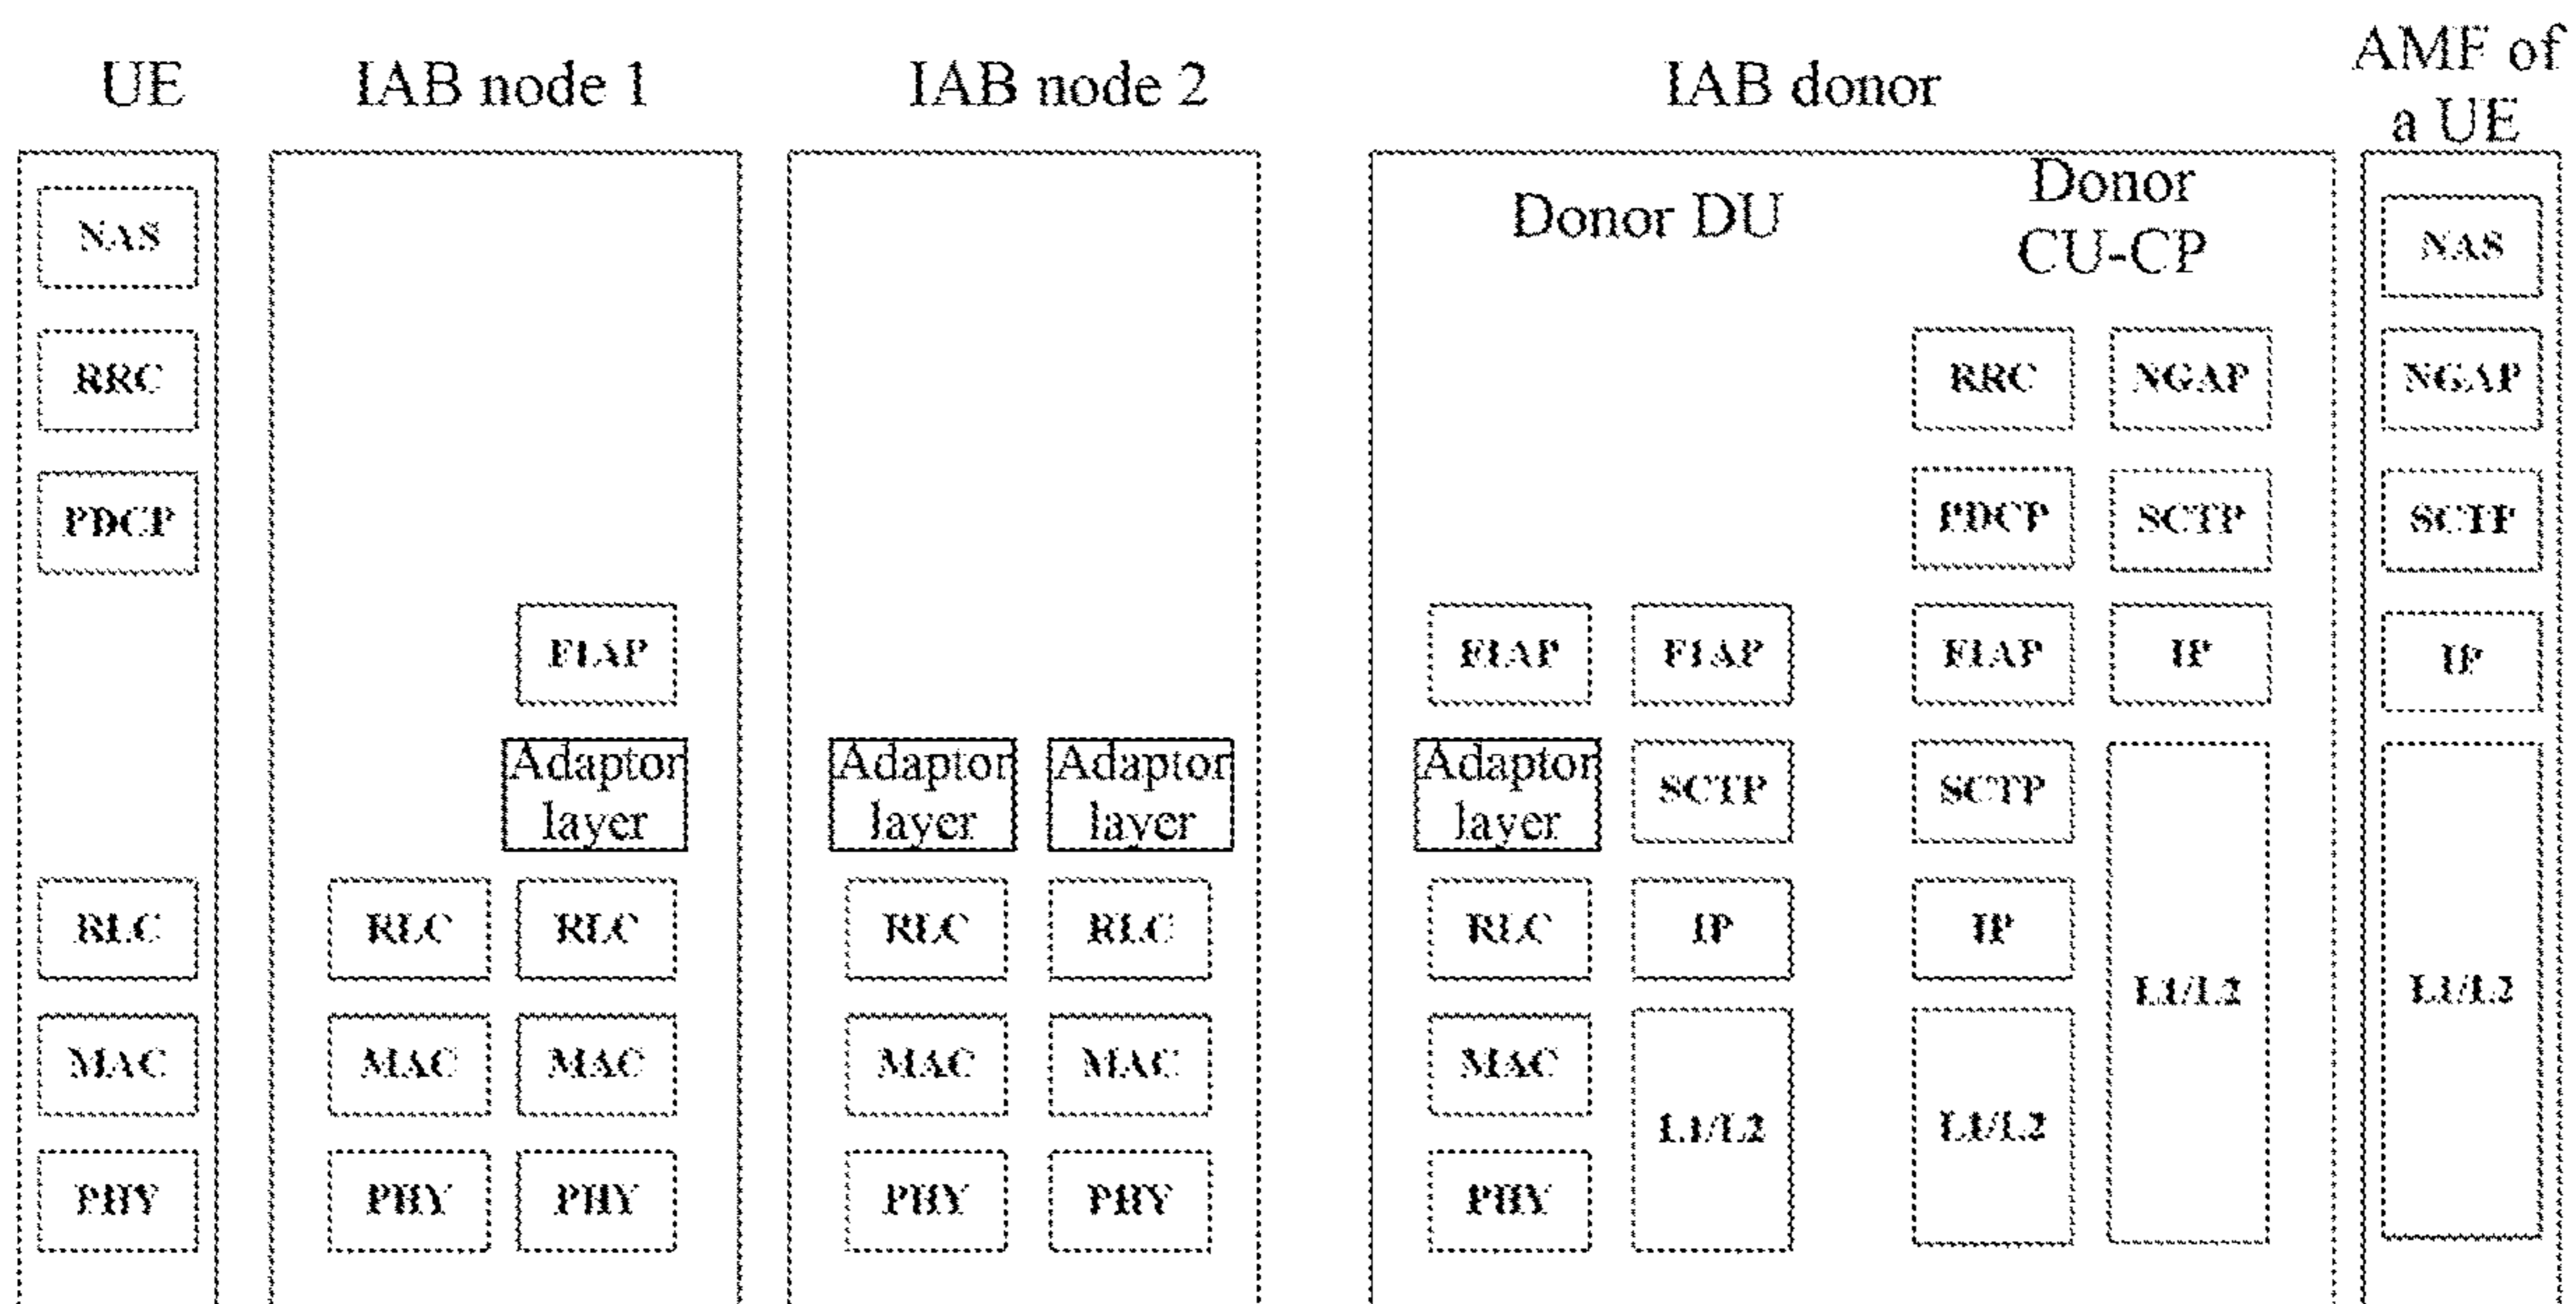 UE
IAB node 1
IAB node 2
IAB donor
AMF of
a UE
Donor DU
Donor
CU-CP
NAS
NAS
RRC
RRC
NGAP
NGAP
PDCP
PDCP
SCTP
SCTP
F1AP
F1AP
F1AP
F1AP
IP
IP
Adaptor
layer
Adaptor
layer
Adaptor
layer
Adaptor
layer
SCTP
SCTP
RLC
RLC
RLC
RLC
RLC
RLC
IP
IP
L1/L2
L1/L2
MAC
MAC
MAC
MAC
MAC
MAC
L1/L2
L1/L2
PHY
PHY
PHY
PHY
PHY
PHY